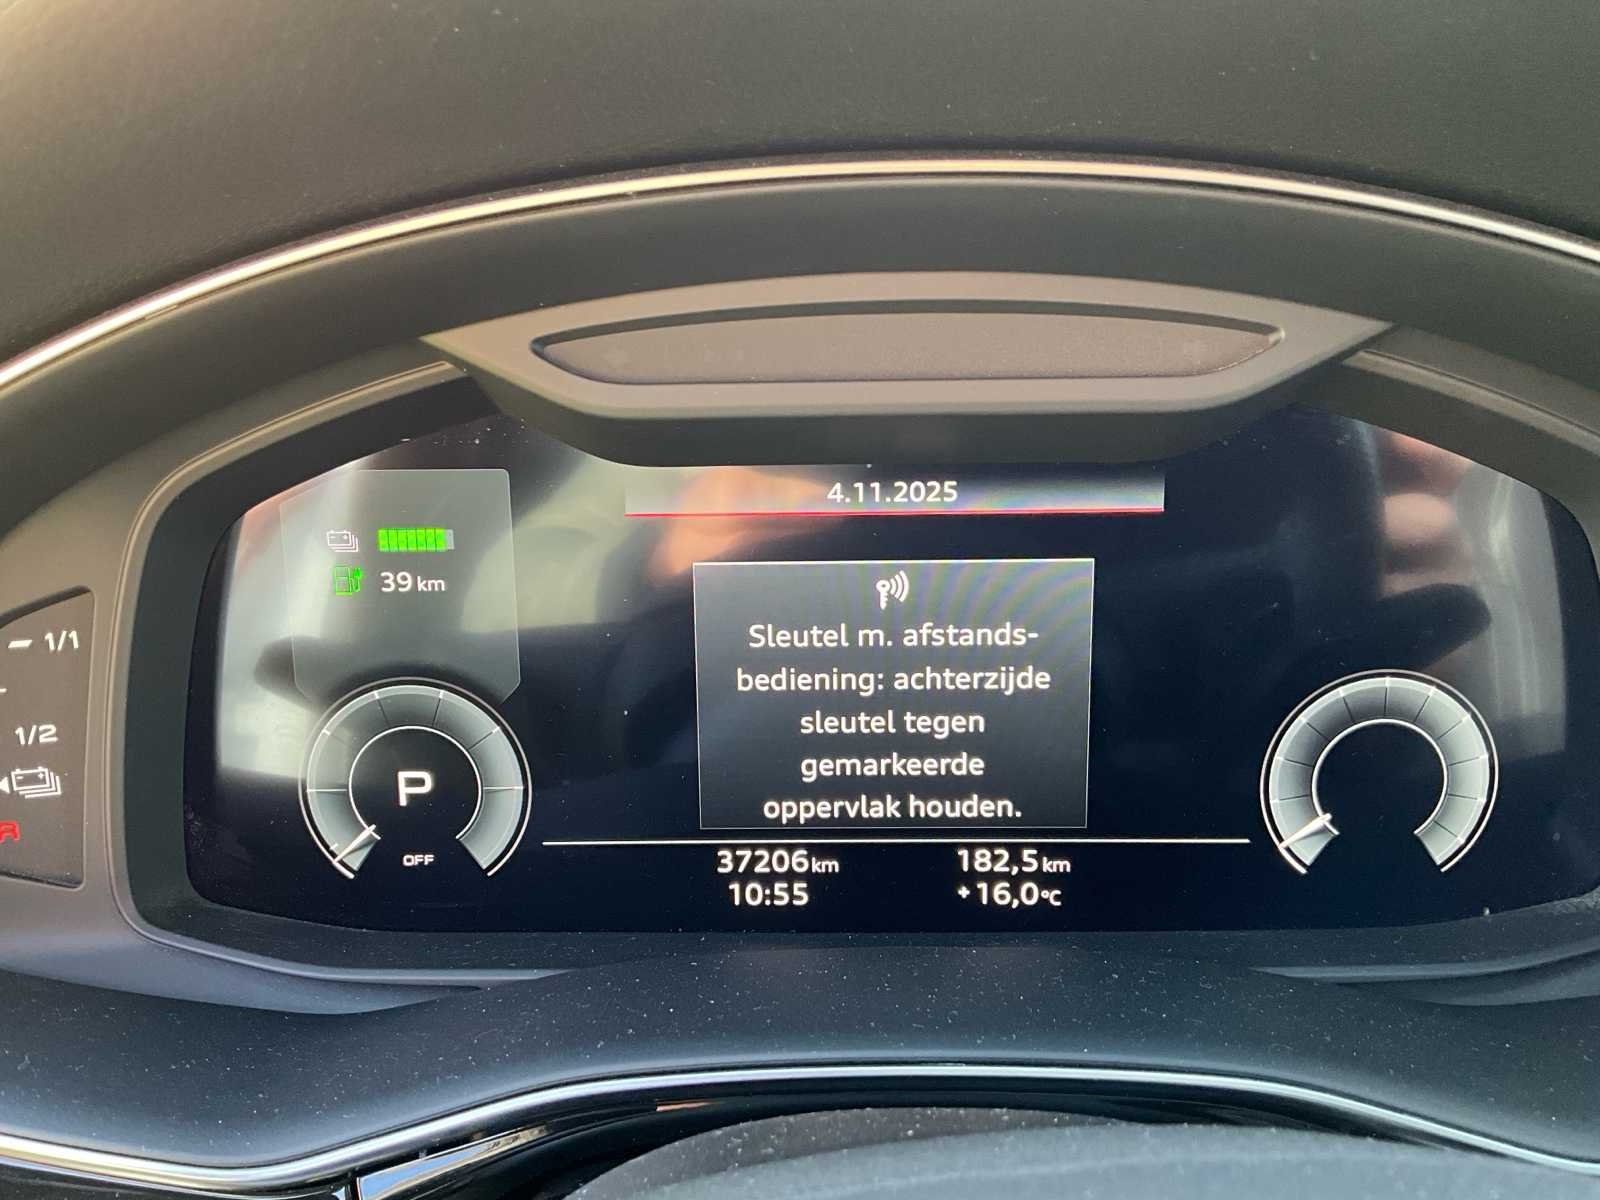 4.11.2025
39 km
1/1
1/2
Sleutel m. afstands-
bediening: achterzijde
sleutel tegen
gemarkeerde
oppervlak houden.
P
OFF
37206 km 182,5 km
10:55 +16,0°C